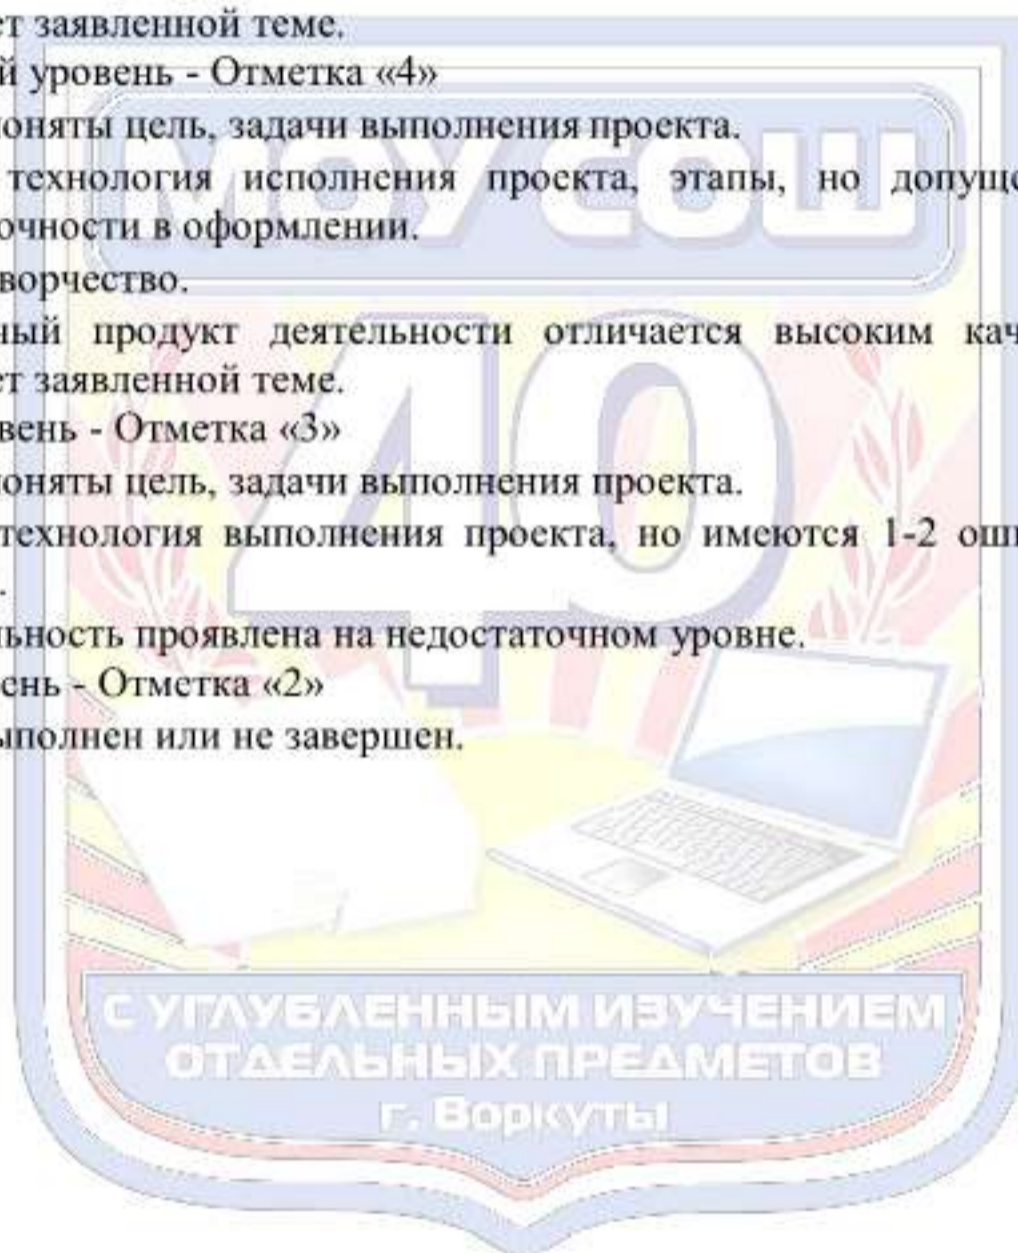 ет заявленной теме.
й уровень - Отметка «4»
оняты цель, задачи выполнения проекта.
технология исполнения проекта, этапы, но допуще
очности в оформлении.
ворчество.
ный продукт деятельности отличается высоким кач
ет заявленной теме.
вень - Отметка «3»
оняты цель, задачи выполнения проекта.
технология выполнения проекта, но имеются 1-2 оши
.
льность проявлена на недостаточном уровне.
ень - Отметка «2»
ыполнен или не завершен.
МОУ СОШ
40
С УГЛУБЛЕННЫМ ИЗУЧЕНИЕМ
ОТДЕЛЬНЫХ ПРЕДМЕТОВ
г. Воркуты